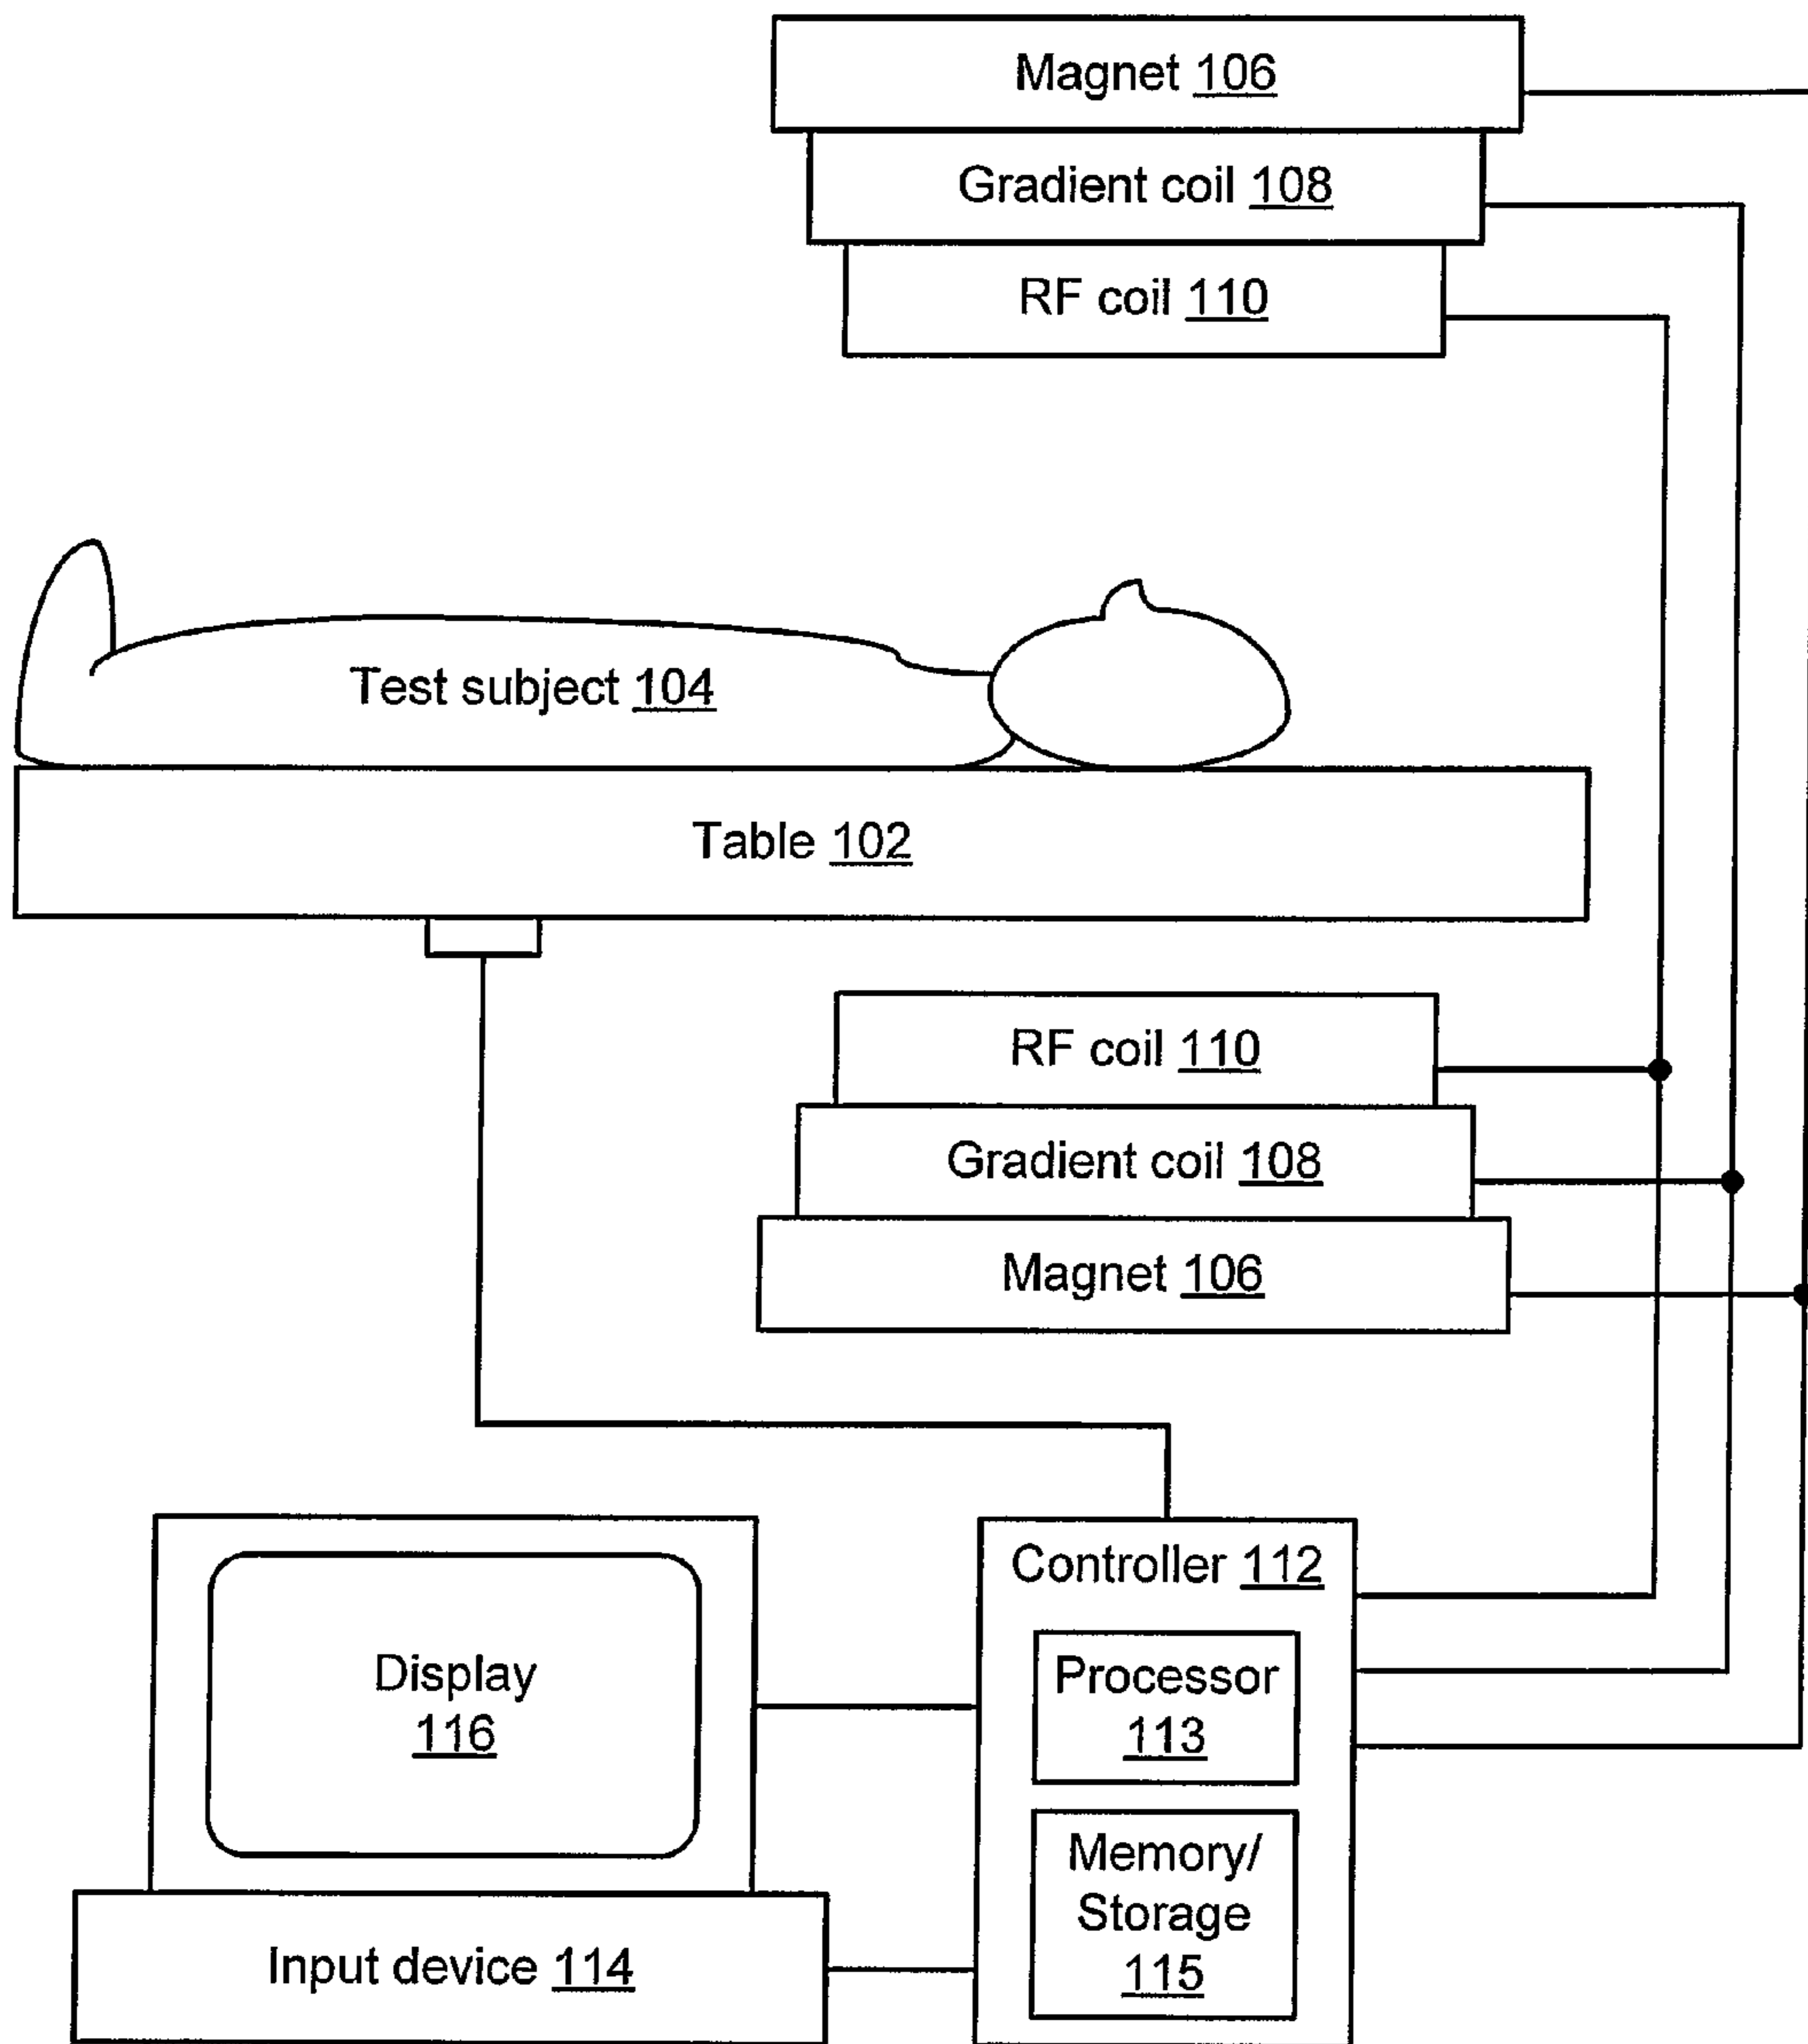 Magnet 106
Gradient coil 108
RF coil 110
Test subject 104
Table 102
RF coil 110
Gradient coil 108
Magnet 106
Controller 112
Processor
113
Memory/
Storage
115
Display
116
Input device 114